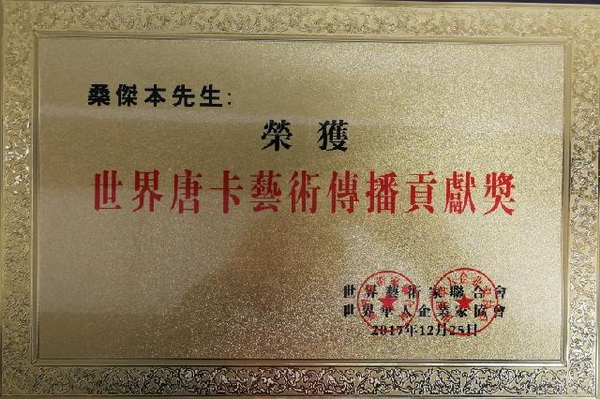 桑傑本先生:
榮獲
世界唐卡藝術傳播貢獻獎
世界藝術家聯合會
世界華人企業家協會
2017年12月25日